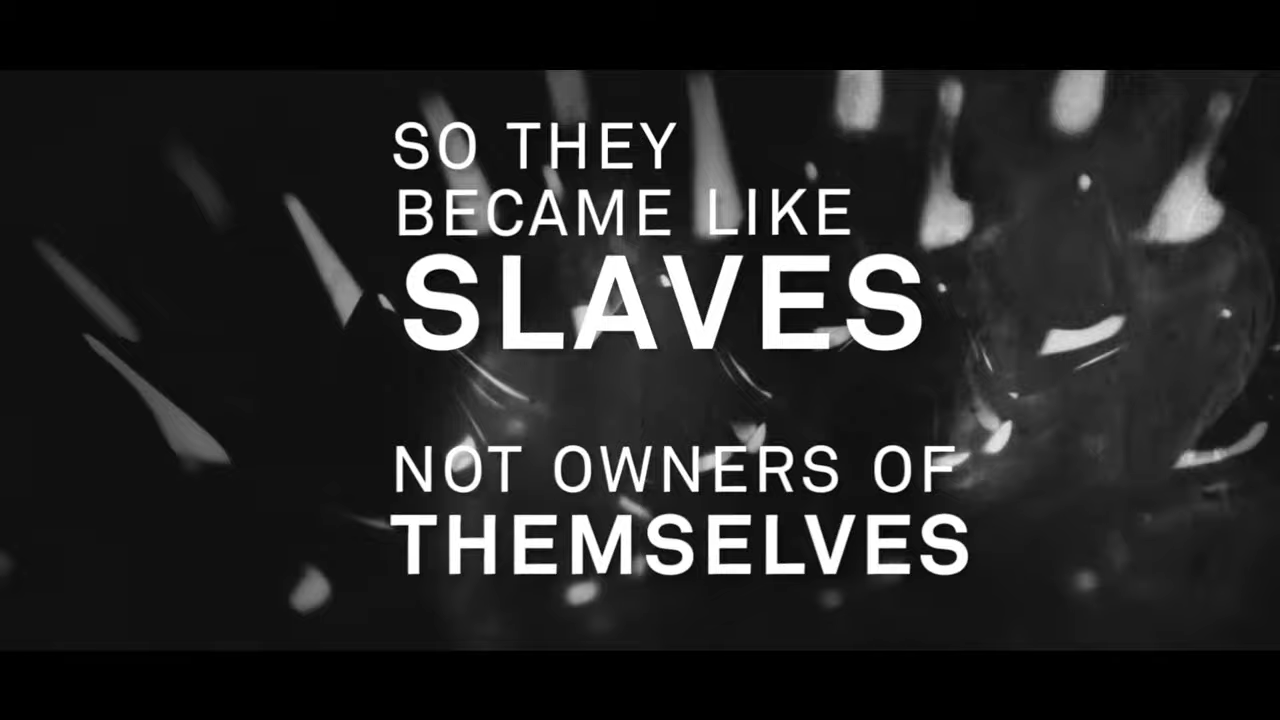 SO THEY
BECAME LIKE
SLAVES
NOT OWNERS OF
THEMSELVES